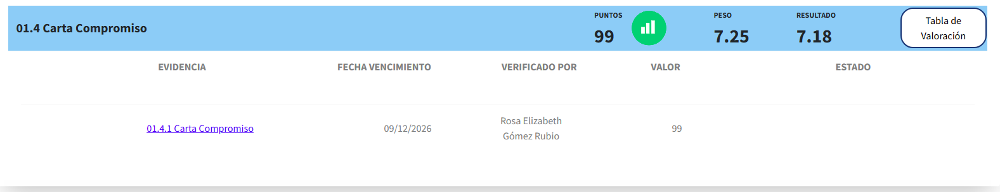 01.4 Carta Compromiso
PUNTOS
99
PESO
7.25
RESULTADO
7.18
Tabla de
Valoración
EVIDENCIA FECHA VENCIMIENTO VERIFICADO POR VALOR ESTADO
01.4.1 Carta Compromiso
09/12/2026
Rosa Elizabeth
Gómez Rubio
99